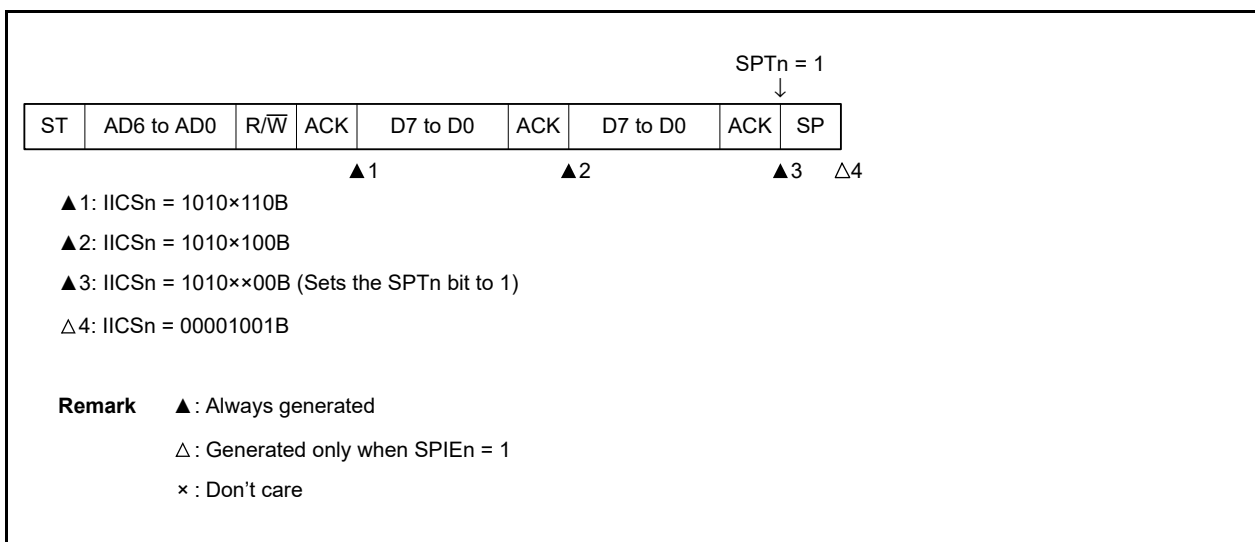 SPTn = 1
↓
ST AD6 to AD0 R/W̅ ACK D7 to D0 ACK D7 to D0 ACK SP
▲1 ▲2 ▲3 △4
▲1: IICSn = 1010×110B
▲2: IICSn = 1010×100B
▲3: IICSn = 1010××00B (Sets the SPTn bit to 1)
△4: IICSn = 00001001B
Remark ▲: Always generated
△: Generated only when SPIEn = 1
×: Don't care